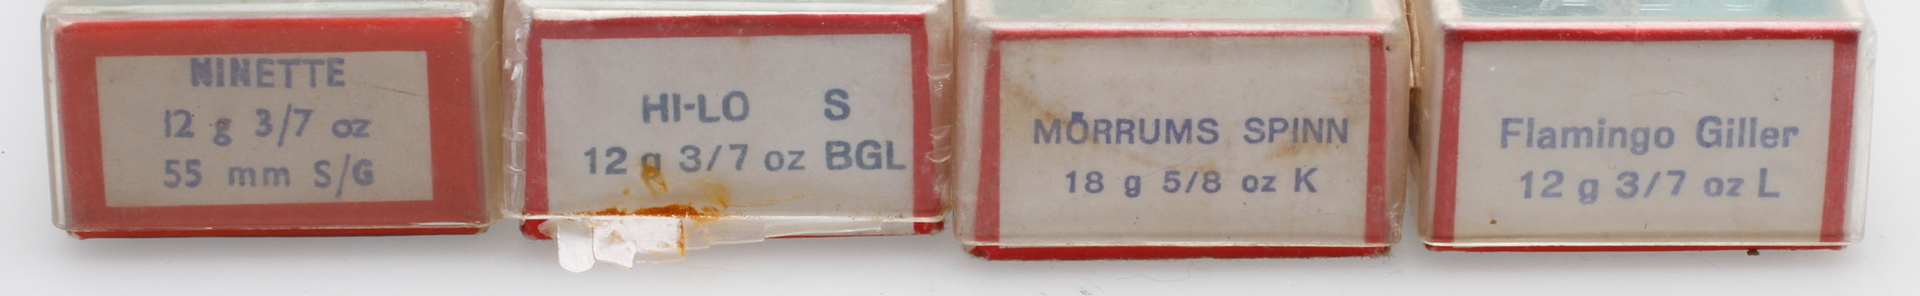 NINETTE
12 g 3/7 oz
55 mm S/G
HI-LO S
12 g 3/7 oz BGL
MÖRRUMS SPINN
18 g 5/8 oz K
Flamingo Giller
12 g 3/7 oz L